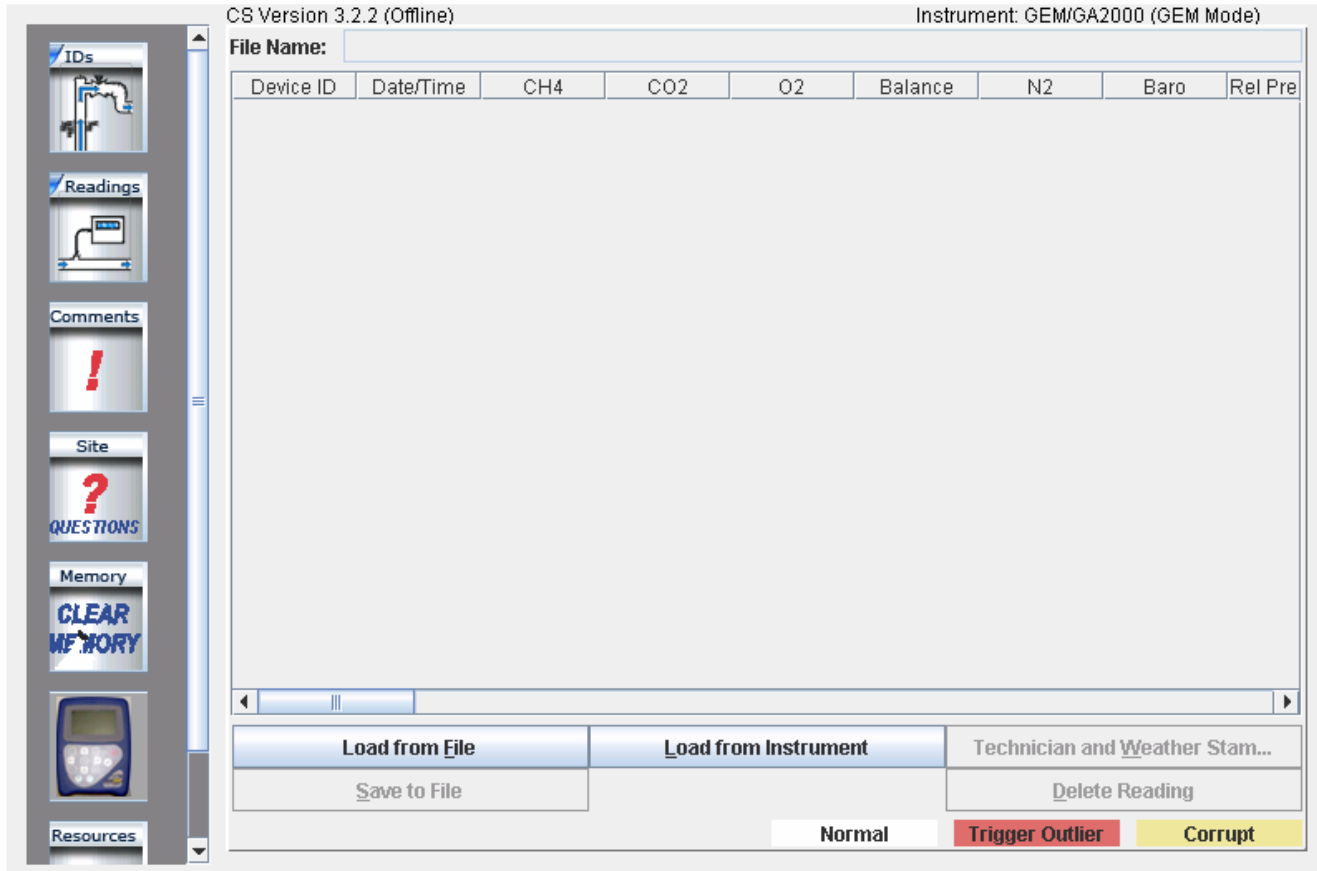 CS Version 3.2.2 (Offline) Instrument: GEM/GA2000 (GEM Mode)
File Name:
Device ID Date/Time CH4 CO2 O2 Balance N2 Baro Rel Pre
IDs
Readings
Comments
!
Site
?
QUESTIONS
Memory
CLEAR
MEMORY
Resources
Load from File Load from Instrument Technician and Weather Stam...
Save to File Delete Reading
Normal Trigger Outlier Corrupt